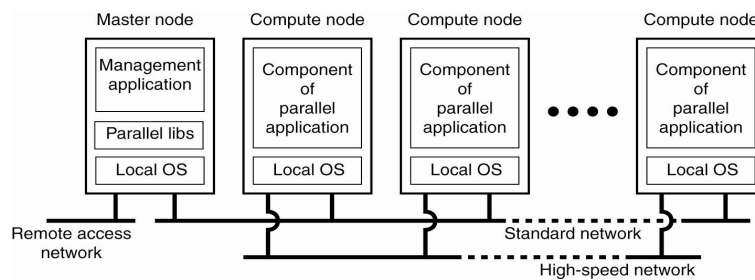 Master node
Compute node
Compute node
Compute node
Management
application
Parallel libs
Local OS
Component
of
parallel
application
Local OS
Component
of
parallel
application
Local OS
Component
of
parallel
application
Local OS
Remote access
network
Standard network
High-speed network